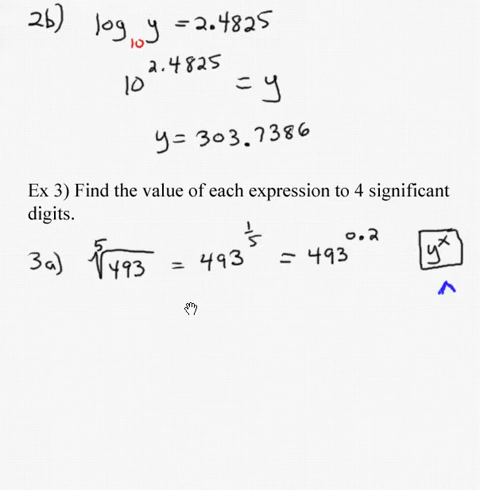 2b) log₁₀ y = 2.4825
10^2.4825 = y
y = 303.7386
Ex 3) Find the value of each expression to 4 significant
digits.
3a) ⁵√493 = 493^(1/5) = 493^0.2 y^x
^